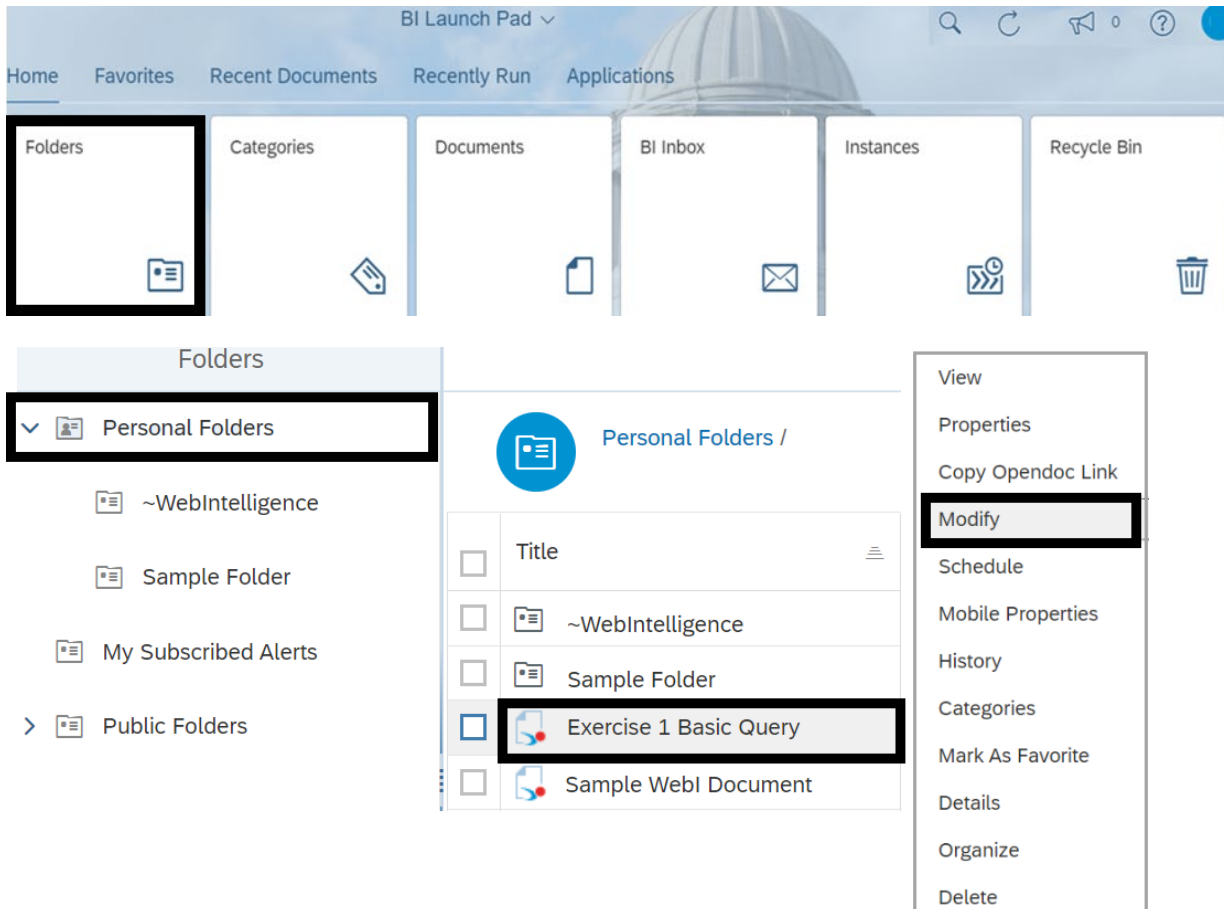 BI Launch Pad
0
Home Favorites Recent Documents Recently Run Applications
Folders Categories Documents BI Inbox Instances Recycle Bin
Folders
Personal Folders
~WebIntelligence
Sample Folder
My Subscribed Alerts
Public Folders
Personal Folders /
Title
~WebIntelligence
Sample Folder
Exercise 1 Basic Query
Sample WebI Document
View
Properties
Copy Opendoc Link
Modify
Schedule
Mobile Properties
History
Categories
Mark As Favorite
Details
Organize
Delete